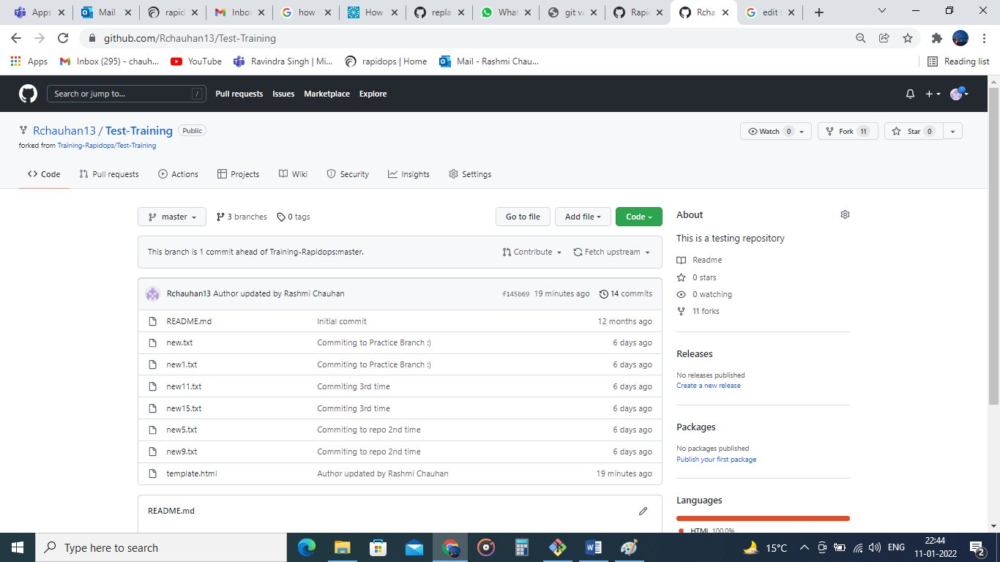 Apps Mail rapid Inbox how How repla What git va Rapid Rcha edit
github.com/Rchauhan13/Test-Training
Apps Inbox (295) - chauh... YouTube Ravindra Singh | Mi... rapidops | Home Mail - Rashmi Chau... Reading list
Search or jump to... / Pull requests Issues Marketplace Explore
Rchauhan13 / Test-Training Public Watch 0 Fork 11 Star 0
forked from Training-Rapidops/Test-Training
Code Pull requests Actions Projects Wiki Security Insights Settings
master 3 branches 0 tags Go to file Add file Code
This branch is 1 commit ahead of Training-Rapidops:master. Contribute Fetch upstream
Rchauhan13 Author updated by Rashmi Chauhan f145b69 19 minutes ago 14 commits
README.md Initial commit 12 months ago
new.txt Commiting to Practice Branch :) 6 days ago
new1.txt Commiting to Practice Branch :) 6 days ago
new11.txt Commiting 3rd time 6 days ago
new15.txt Commiting 3rd time 6 days ago
new5.txt Commiting to repo 2nd time 6 days ago
new9.txt Commiting to repo 2nd time 6 days ago
template.html Author updated by Rashmi Chauhan 19 minutes ago
README.md
About
This is a testing repository
Readme
0 stars
0 watching
11 forks
Releases
No releases published
Create a new release
Packages
No packages published
Publish your first package
Languages
HTML 100.0%
Type here to search 15°C ENG 22:44
11-01-2022 2